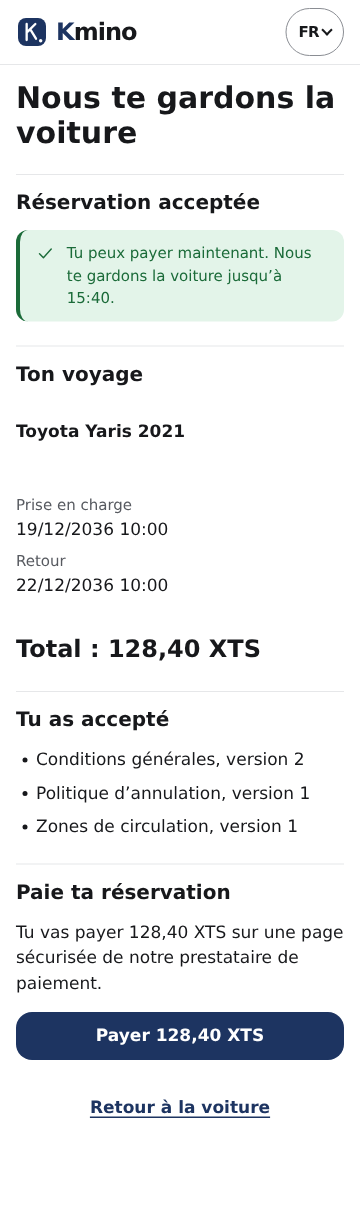 K. Kmino
FR
Nous te gardons la
voiture
Réservation acceptée
Tu peux payer maintenant. Nous
te gardons la voiture jusqu’à
15:40.
Ton voyage
Toyota Yaris 2021
Prise en charge
19/12/2036 10:00
Retour
22/12/2036 10:00
Total : 128,40 XTS
Tu as accepté
• Conditions générales, version 2
• Politique d’annulation, version 1
• Zones de circulation, version 1
Paie ta réservation
Tu vas payer 128,40 XTS sur une page
sécurisée de notre prestataire de
paiement.
Payer 128,40 XTS
Retour à la voiture